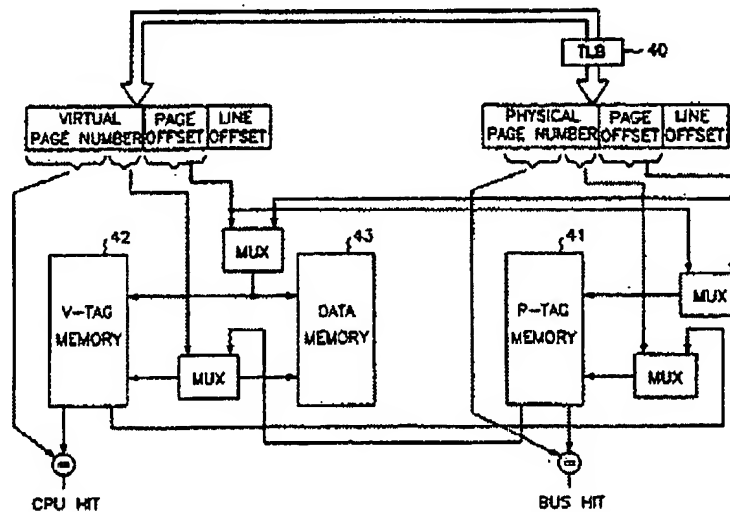 TLB
40
VIRTUAL
PAGE NUMBER
PAGE
OFFSET
LINE
OFFSET
PHYSICAL
PAGE NUMBER
PAGE
OFFSET
LINE
OFFSET
42
MUX
43
41
V-TAG
MEMORY
DATA
MEMORY
P-TAG
MEMORY
MUX
MUX
MUX
=
CPU HIT
=
BUS HIT